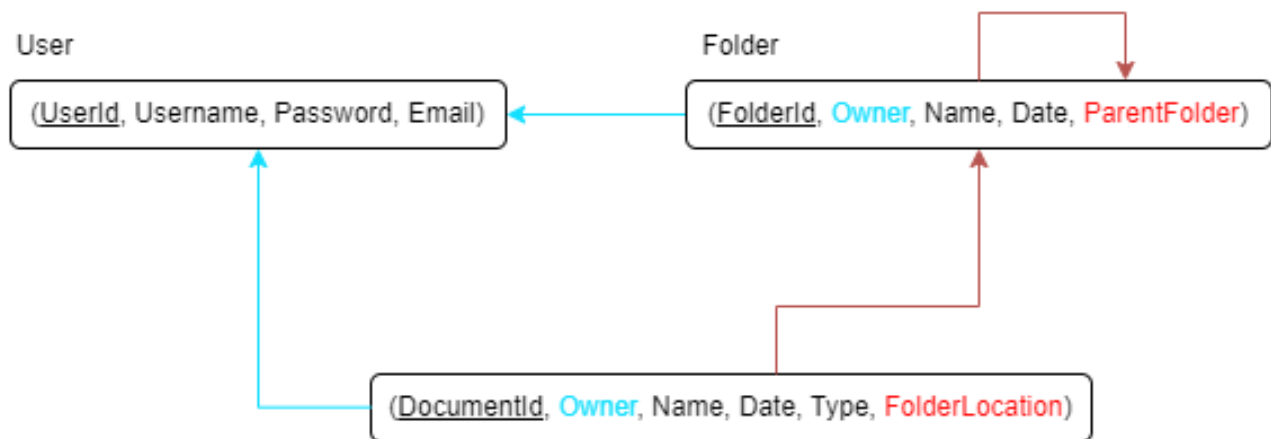 User
Folder
(UserId, Username, Password, Email)
(FolderId, Owner, Name, Date, ParentFolder)
(DocumentId, Owner, Name, Date, Type, FolderLocation)